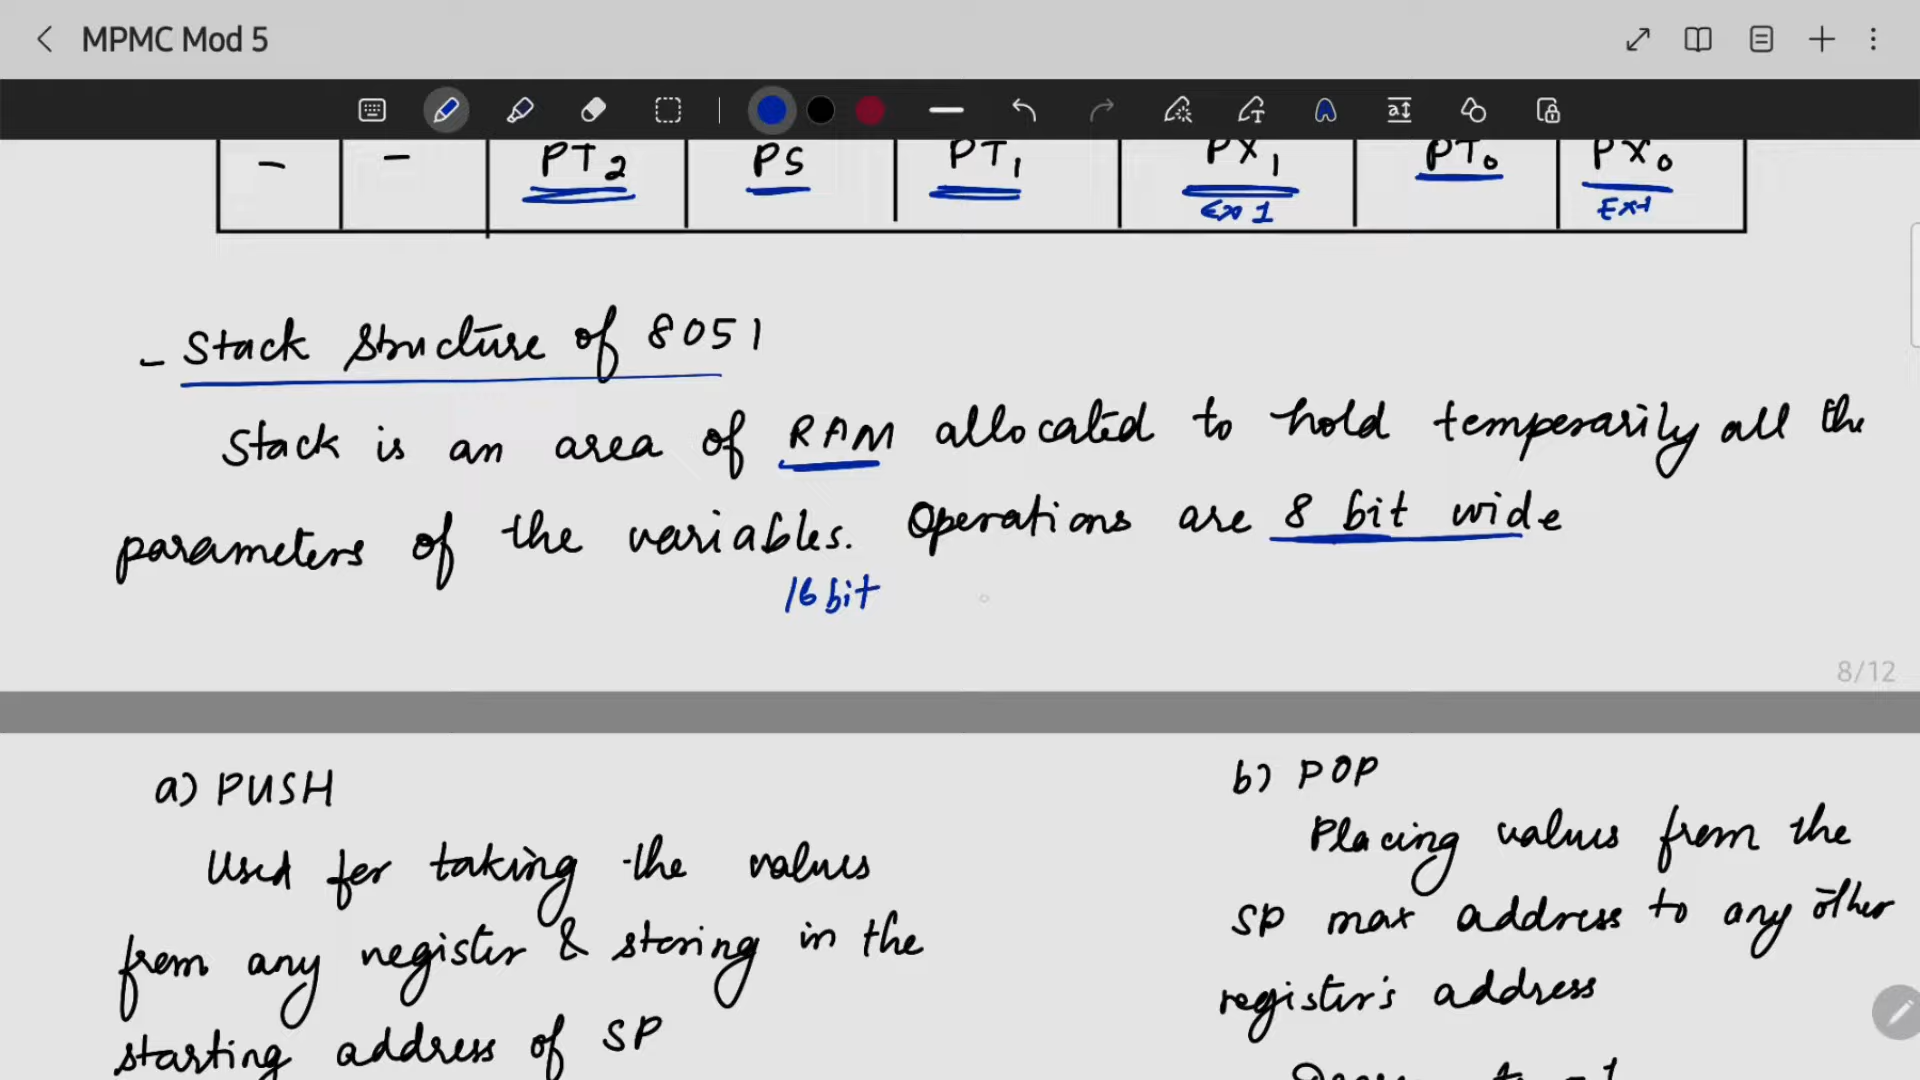 MPMC Mod 5
- - PT2 PS PT1 PX1 PT0 PX0
Ex 1 Ext
- Stack structure of 8051
Stack is an area of RAM allocated to hold temperarily all the
parameters of the variables. Operations are 8 bit wide
16 bit
8/12
a) PUSH
Used for taking the values
from any register & storing in the
starting address of SP
b) POP
Placing values from the
SP max address to any other
register's address